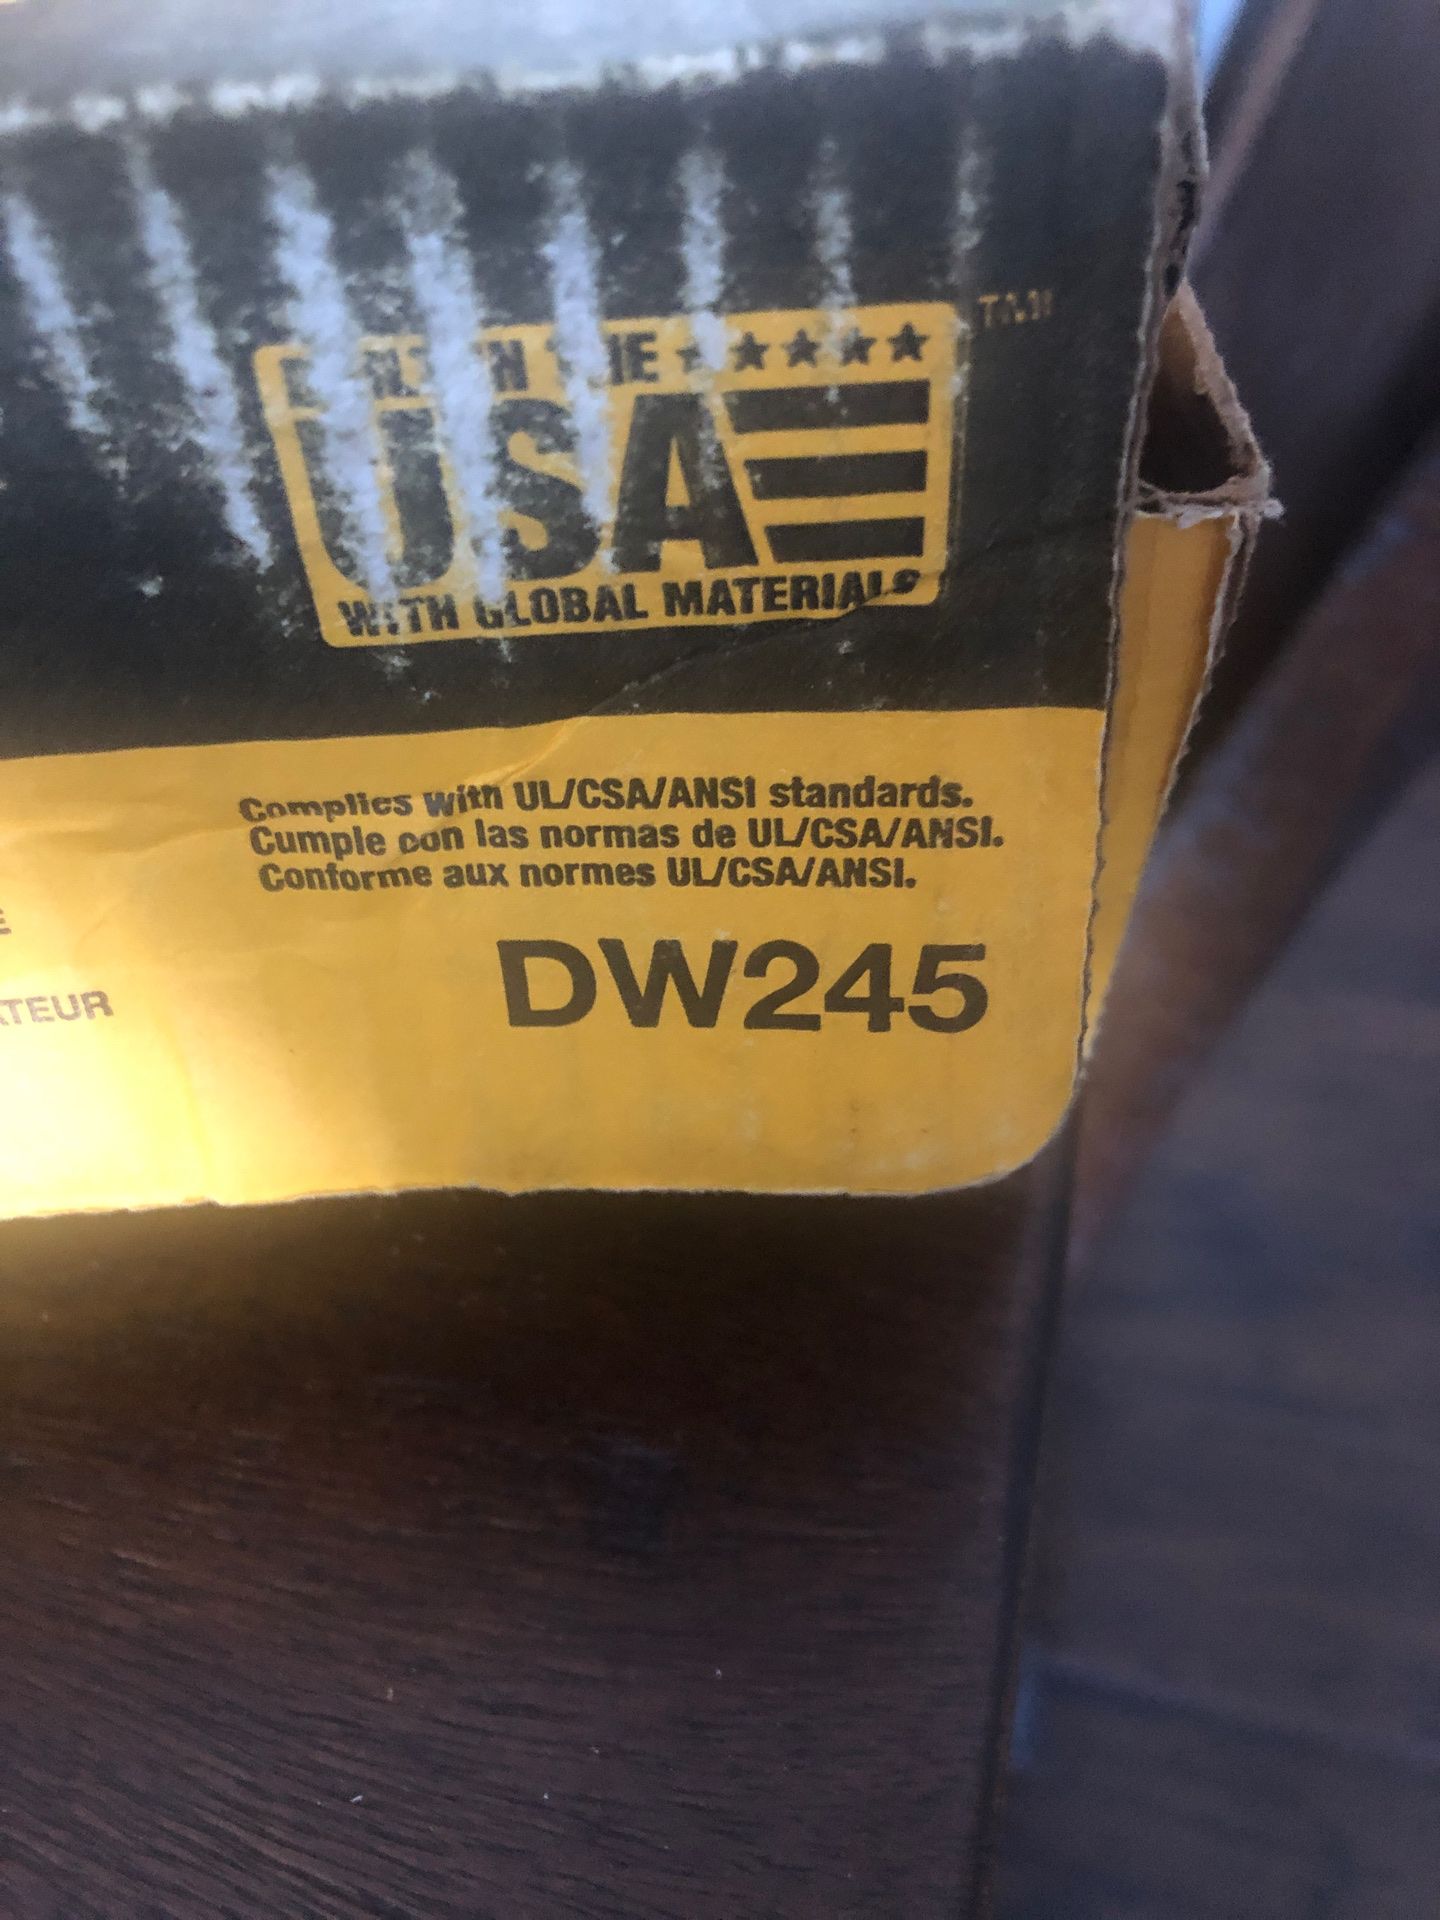 TM
USA
WITH GLOBAL MATERIALS
Complies with UL/CSA/ANSI standards.
Cumple con las normas de UL/CSA/ANSI.
Conforme aux normes UL/CSA/ANSI.
DW245